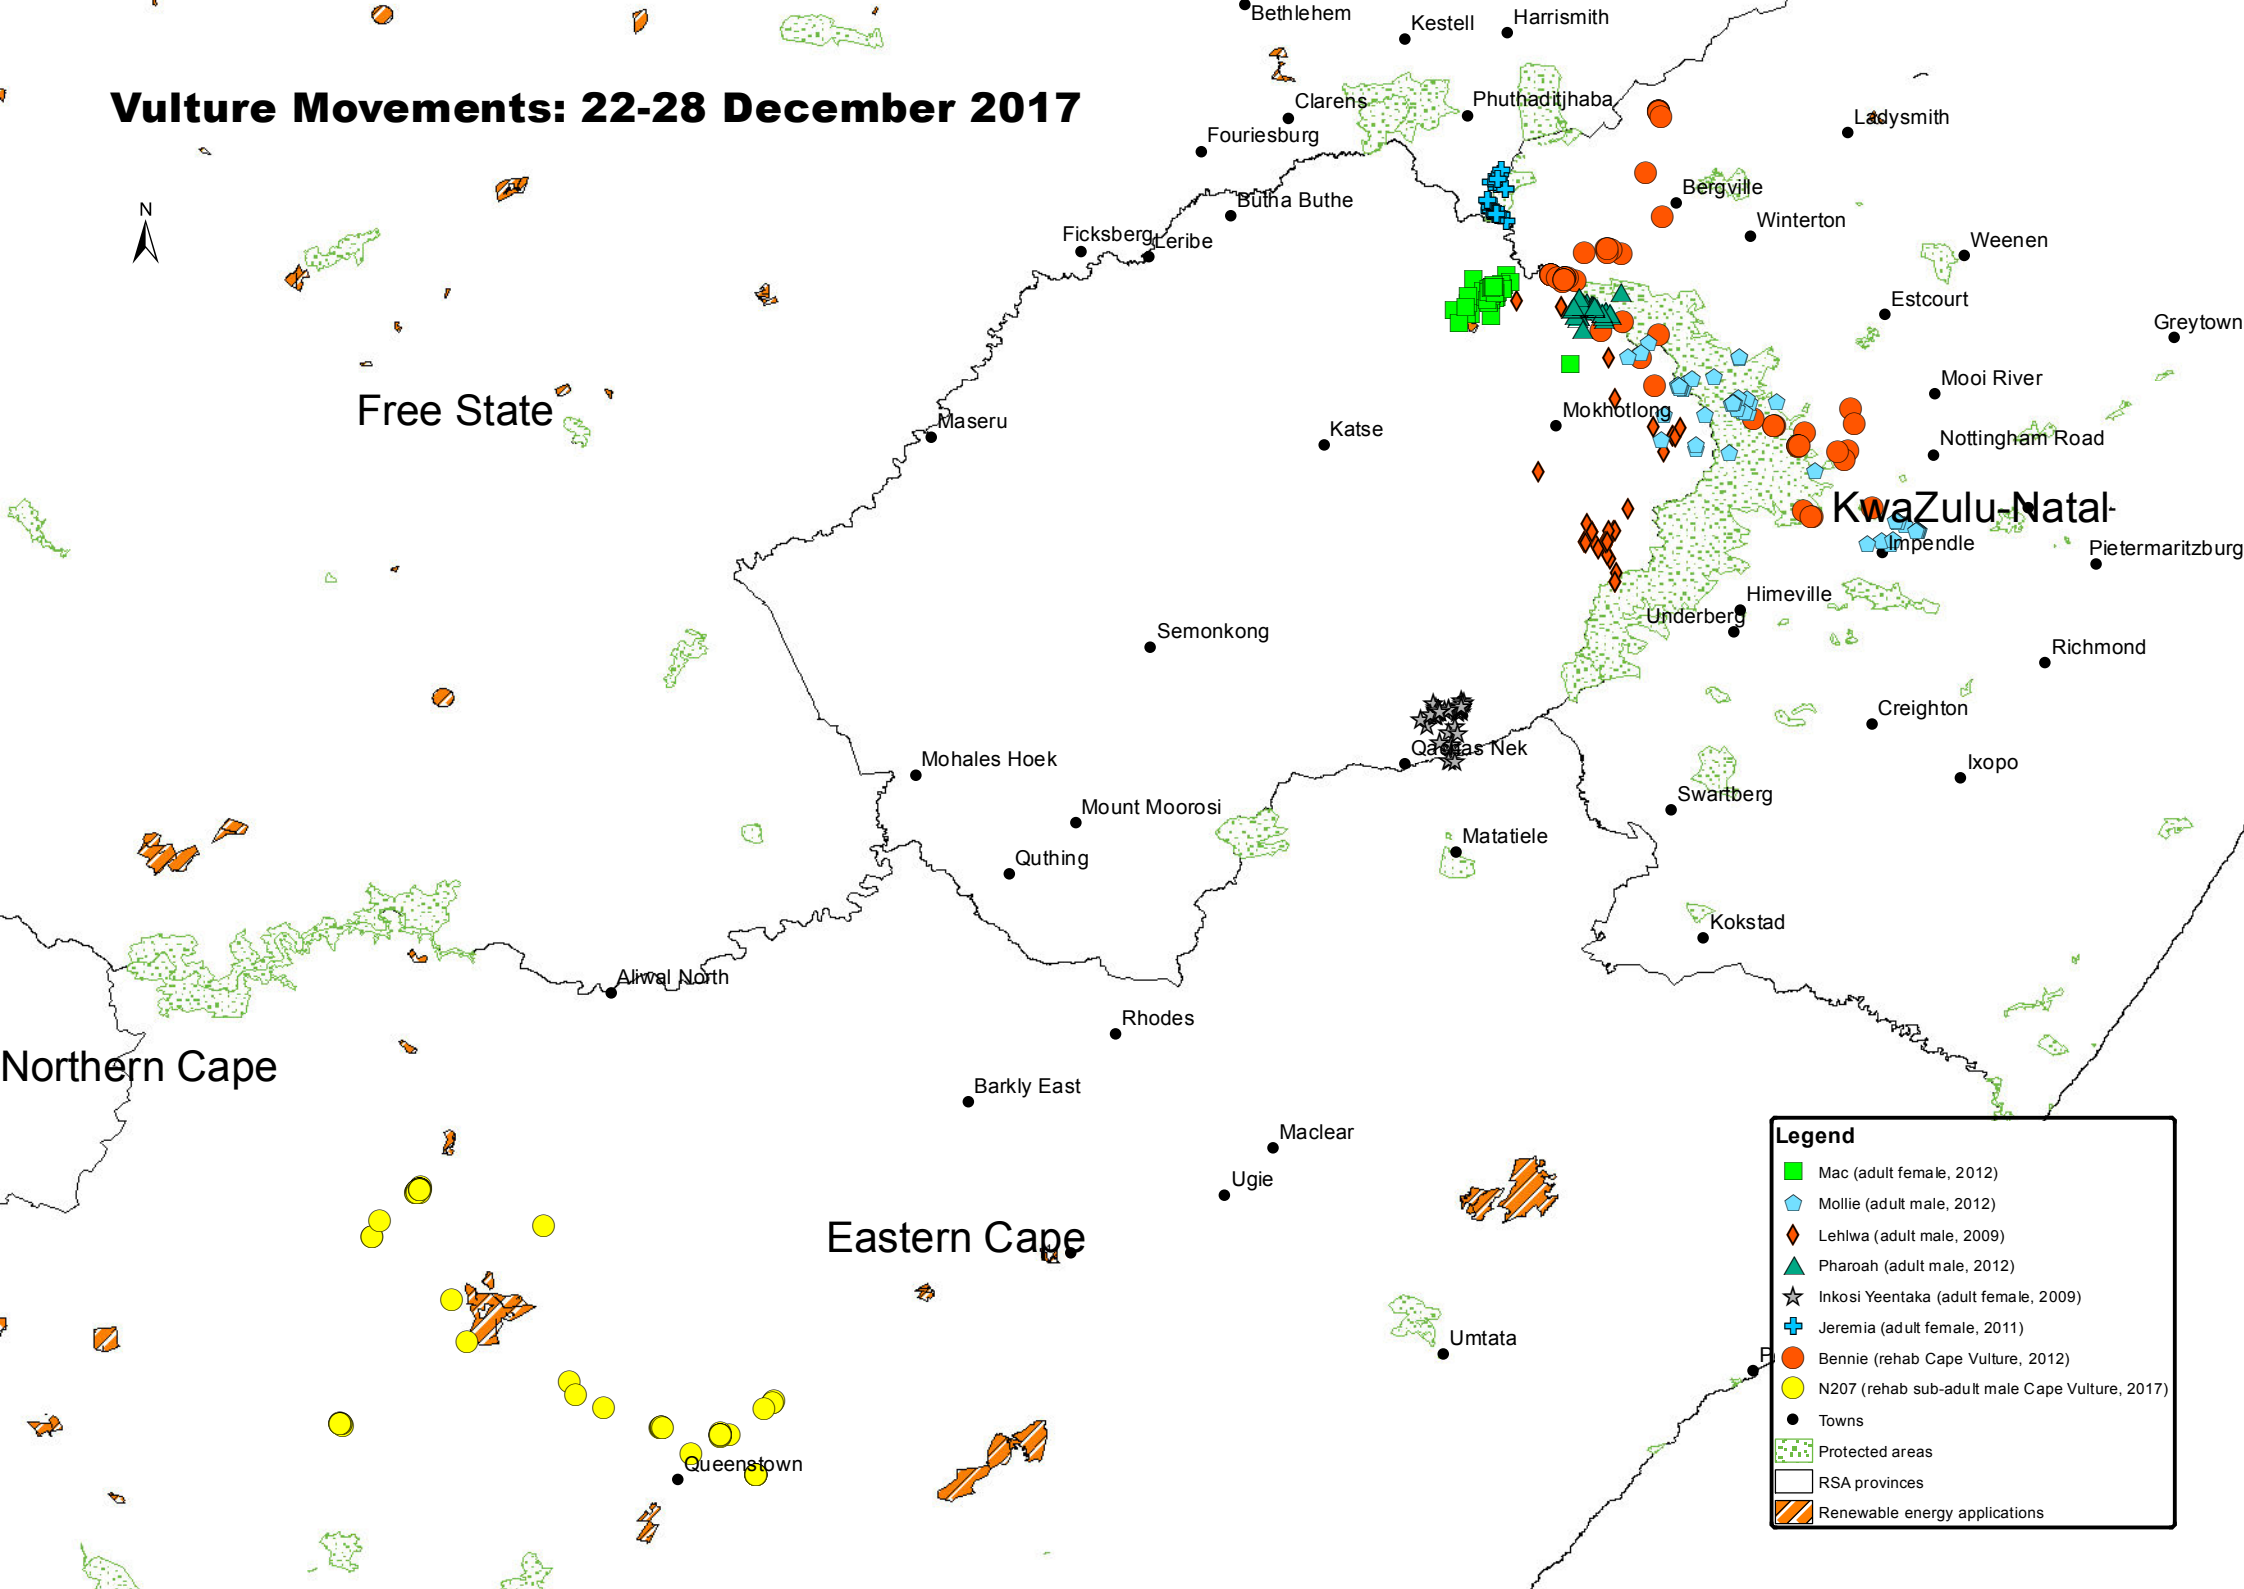 Bethlehem
Kestell
Harrismith
Vulture Movements: 22-28 December 2017
Clarens
Phuthaditjhaba
Ladysmith
Fouriesburg
N
Butha Buthe
Bergville
Winterton
Ficksberg
Leribe
Weenen
Estcourt
Greytown
Free State
Mooi River
Maseru
Katse
Mokhotlong
Nottingham Road
KwaZulu-Natal
Impendle
Pietermaritzburg
Himeville
Underberg
Semonkong
Richmond
Creighton
Qachas Nek
Mohales Hoek
Ixopo
Swartberg
Mount Moorosi
Matatiele
Quthing
Kokstad
Aliwal North
Rhodes
Northern Cape
Barkly East
Maclear
Ugie
Eastern Cape
Umtata
P
Queenstown
Legend
Mac (adult female, 2012)
Mollie (adult male, 2012)
Lehlwa (adult male, 2009)
Pharoah (adult male, 2012)
Inkosi Yeentaka (adult female, 2009)
Jeremia (adult female, 2011)
Bennie (rehab Cape Vulture, 2012)
N207 (rehab sub-adult male Cape Vulture, 2017)
Towns
Protected areas
RSA provinces
Renewable energy applications